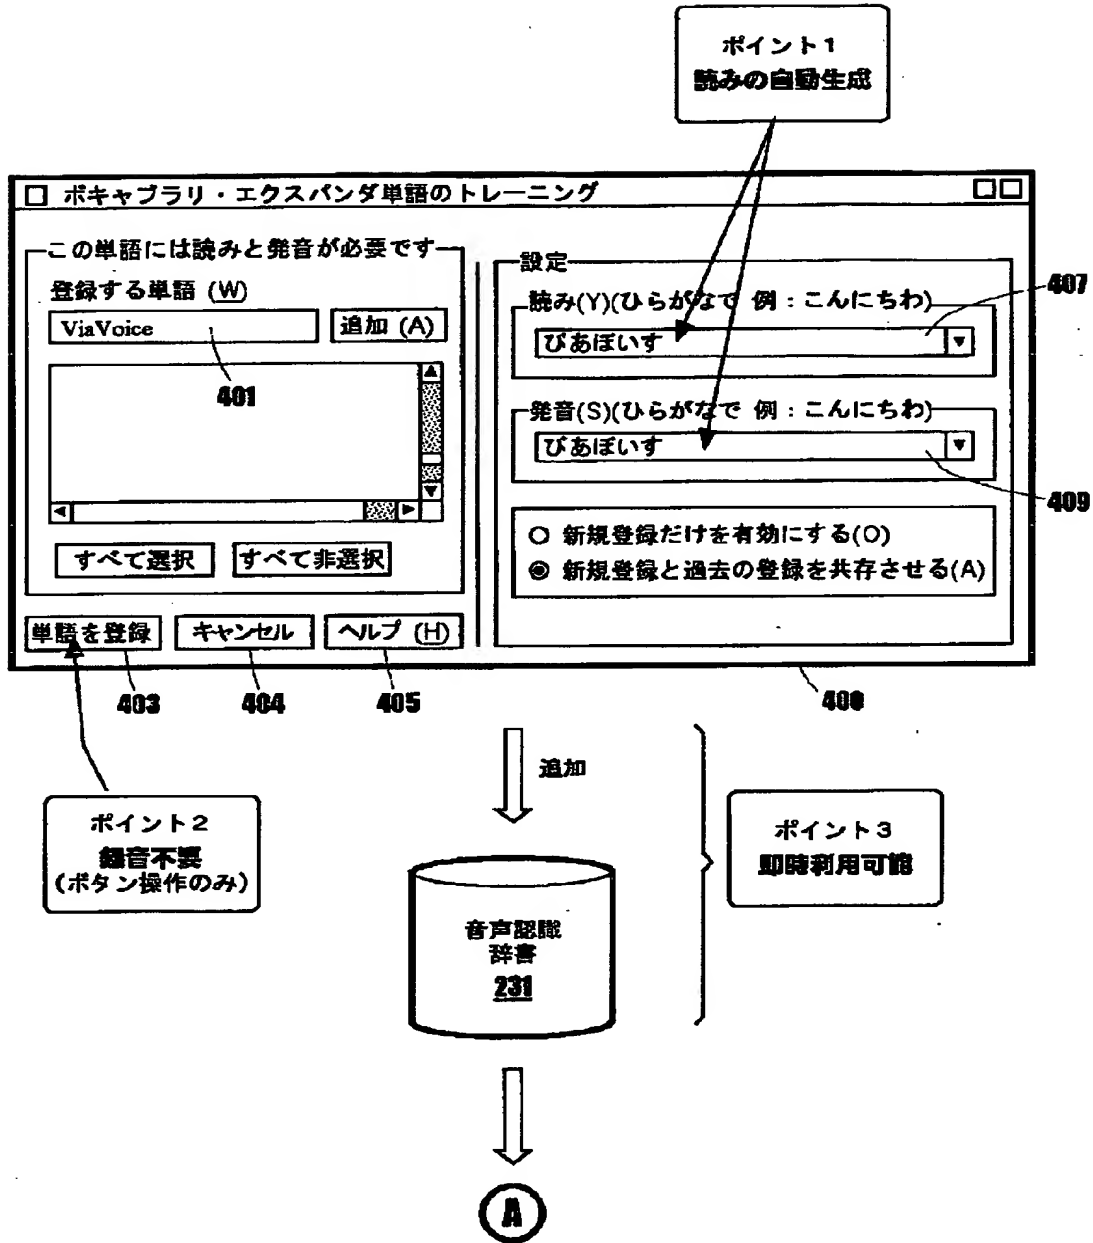 ポイント1
読みの自動生成
ボキャブラリ・エクスパンダ単語のトレーニング
この単語には読みと発音が必要です
登録する単語 (W)
ViaVoice
追加 (A)
401
すべて選択
すべて非選択
設定
読み(Y)(ひらがなで 例：こんにちわ)
びあぼいす
407
発音(S)(ひらがなで 例：こんにちわ)
びあぼいす
409
新規登録だけを有効にする(O)
新規登録と過去の登録を共存させる(A)
単語を登録
キャンセル
ヘルプ (H)
403
404
405
400
追加
ポイント2
録音不要
(ボタン操作のみ)
ポイント3
即時利用可能
音声認識
辞書
231
A